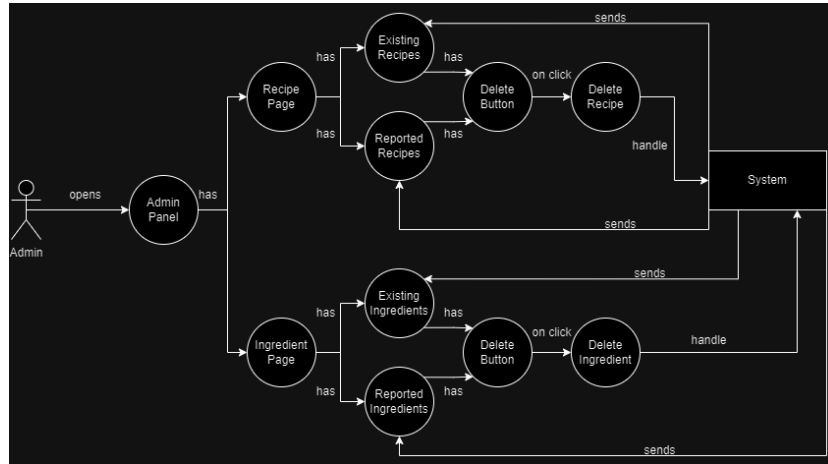 sends
Existing
Recipes
has
has
on click
Recipe
Page
Delete
Button
Delete
Recipe
has
has
Reported
Recipes
handle
System
opens
has
Admin
Panel
Admin
sends
sends
Existing
Ingredients
has
has
on click
Ingredient
Page
Delete
Button
Delete
Ingredient
handle
has
has
Reported
Ingredients
sends